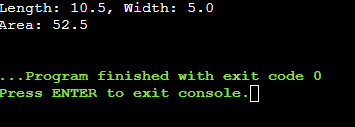 Length: 10.5, Width: 5.0
Area: 52.5
...Program finished with exit code 0
Press ENTER to exit console.